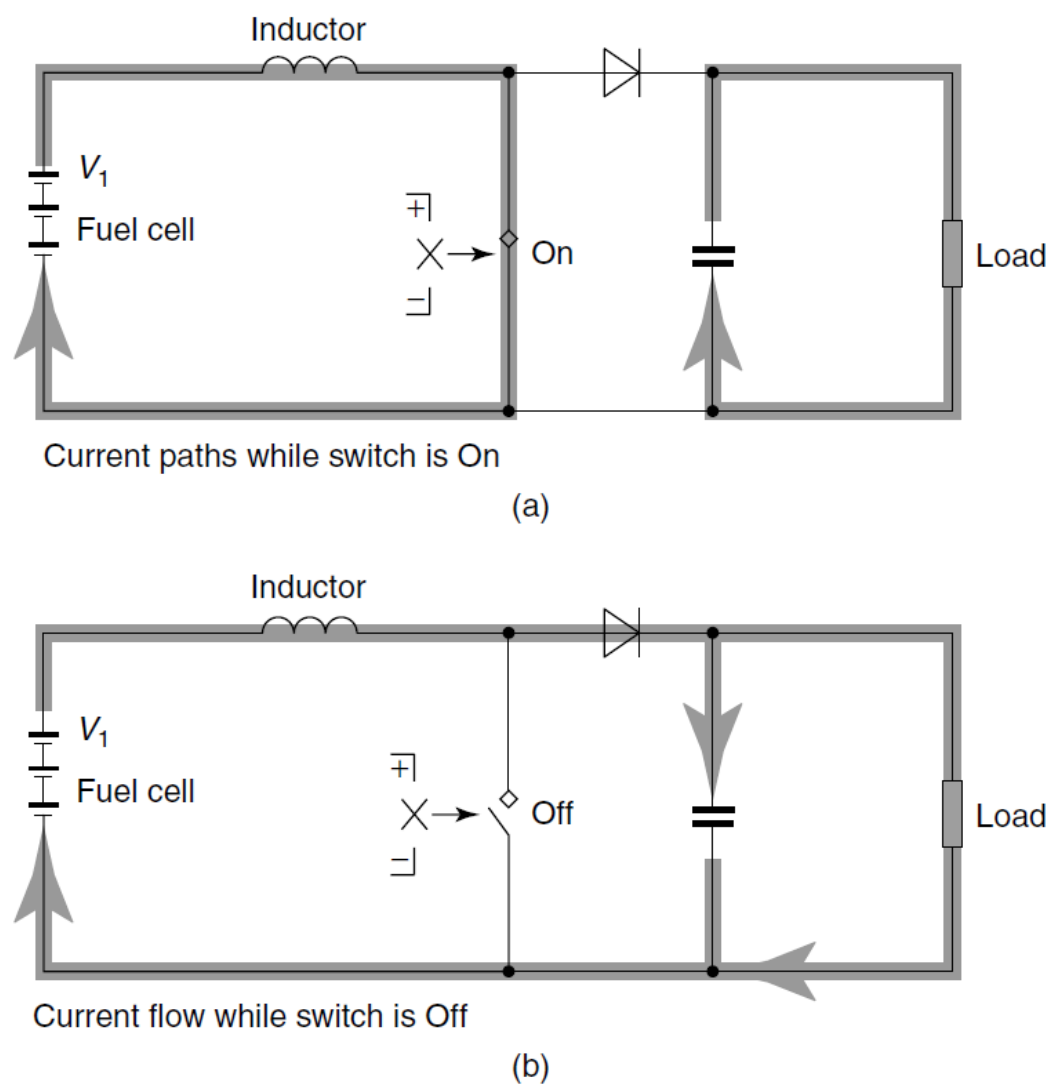 Inductor
V1
Fuel cell
+
On
Load
−
Current paths while switch is On
(a)
Inductor
V1
Fuel cell
+
Off
Load
−
Current flow while switch is Off
(b)